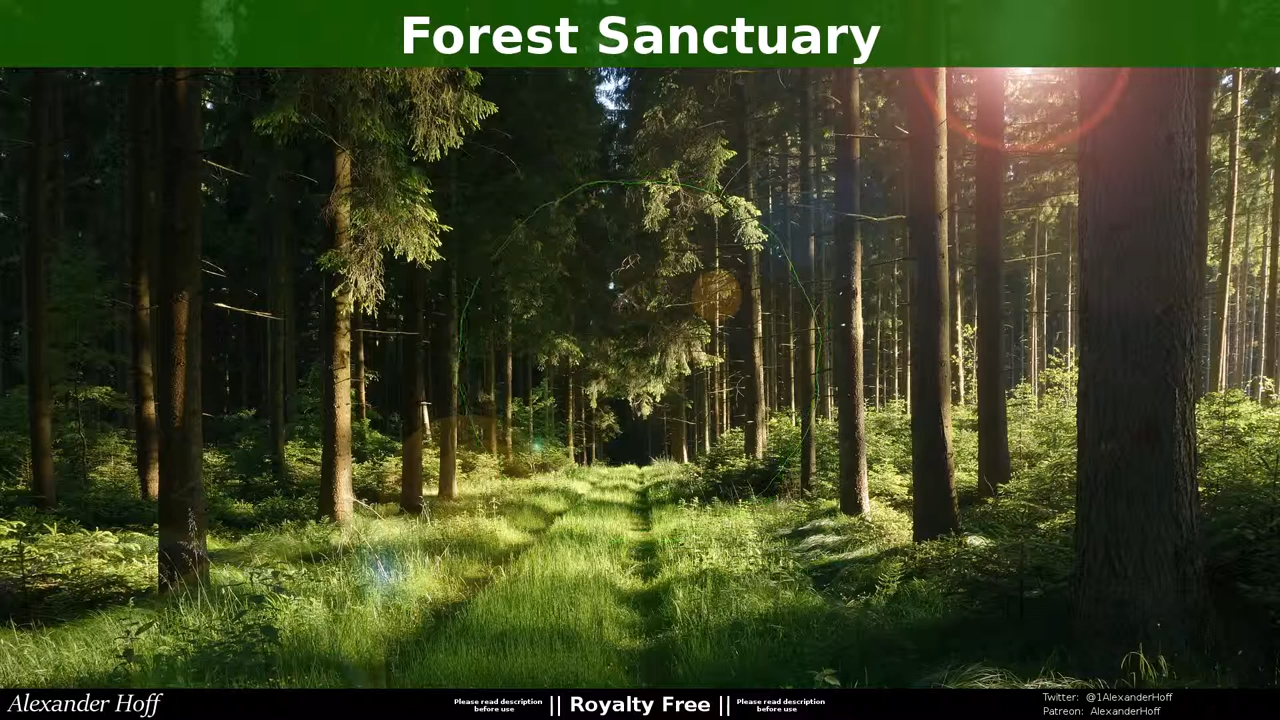 Forest Sanctuary
Alexander Hoff
Please read description
before use
|| Royalty Free ||
Please read description
before use
Twitter: @1AlexanderHoff
Patreon: AlexanderHoff